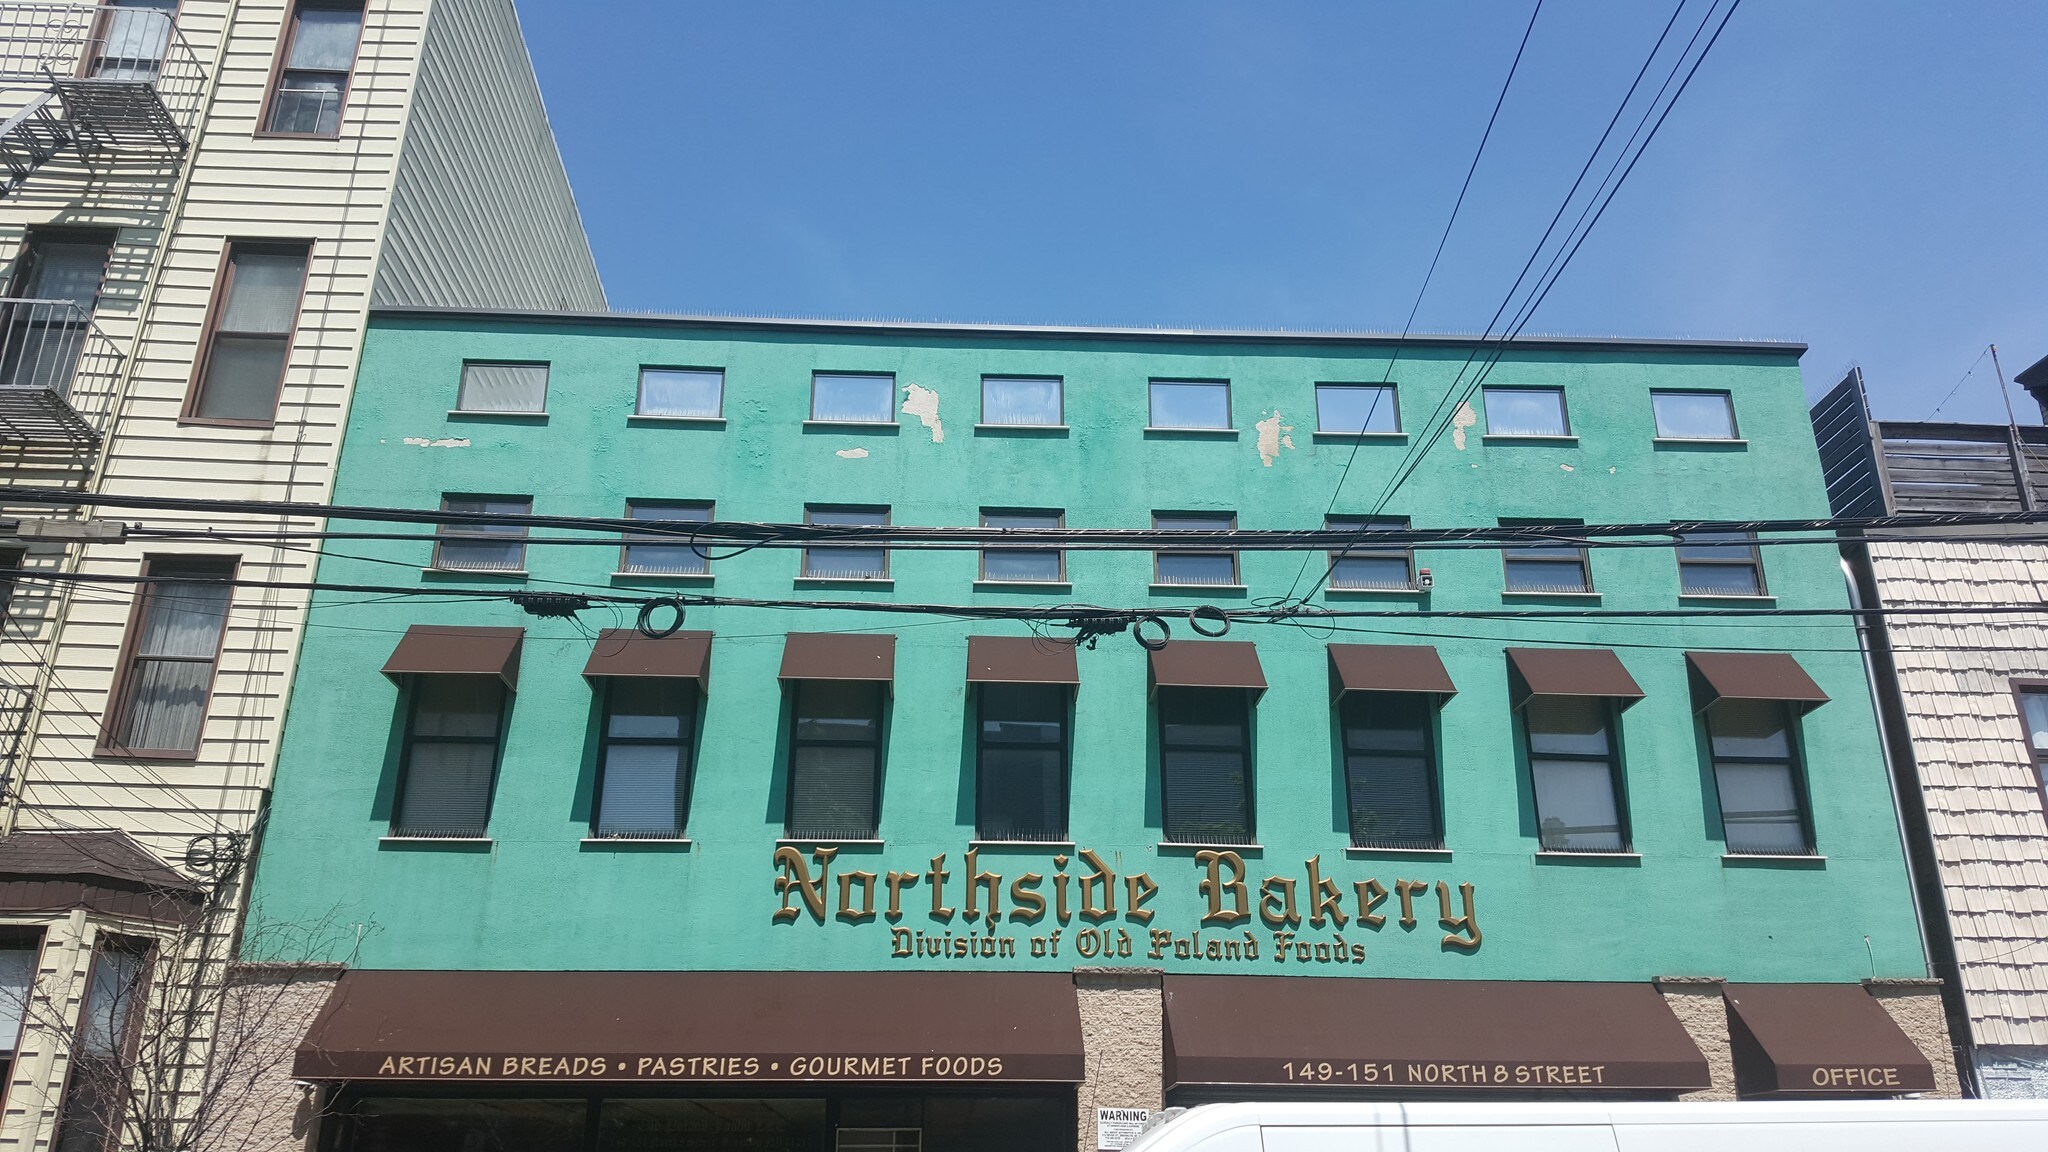 Northside Bakery
Division of Old Poland Foods
ARTISAN BREADS • PASTRIES • GOURMET FOODS
149-151 NORTH 8 STREET
OFFICE
WARNING